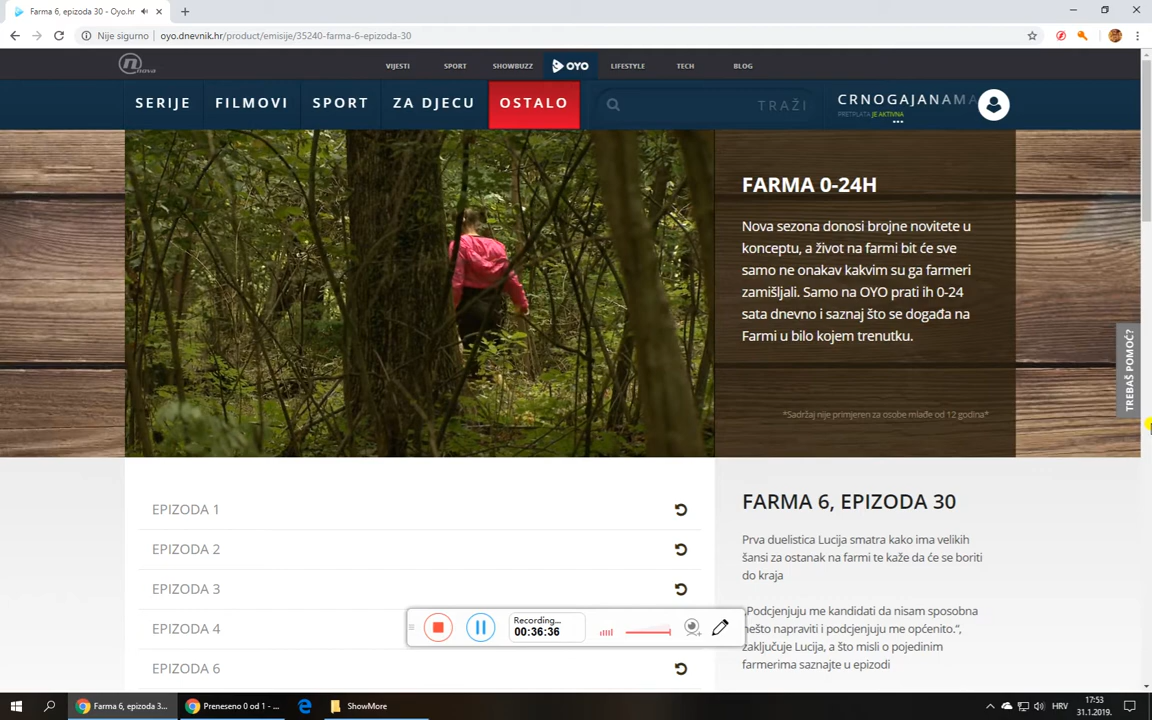 Farma 6, epizoda 30 - Oyo.hr
Nije sigurno
oyo.dnevnik.hr/product/emisije/35240-farma-6-epizoda-30
nova
VIJESTI
SPORT
SHOWBUZZ
OYO
LIFESTYLE
TECH
BLOG
SERIJE
FILMOVI
SPORT
ZA DJECU
OSTALO
TRAŽI
CRNOGAJANAMA
PRETPLATA JE AKTIVNA
FARMA 0-24H
Nova sezona donosi brojne novitete u
konceptu, a život na farmi bit će sve
samo ne onakav kakvim su ga farmeri
zamišljali. Samo na OYO prati ih 0-24
sata dnevno i saznaj što se događa na
Farmi u bilo kojem trenutku.
*Sadržaj nije primjeren za osobe mlađe od 12 godina*
TREBAŠ POMOĆ?
EPIZODA 1
EPIZODA 2
EPIZODA 3
EPIZODA 4
EPIZODA 6
FARMA 6, EPIZODA 30
Prva duelistica Lucija smatra kako ima velikih
šansi za ostanak na farmi te kaže da će se boriti
do kraja
„Podcjenjuju me kandidati da nisam sposobna
nešto napraviti i podcjenjuju me općenito.“,
zaključuje Lucija, a što misli o pojedinim
farmerima saznajte u epizodi
Recording...
00:36:36
Farma 6, epizoda 3...
Preneseno 0 od 1 - ...
ShowMore
HRV
17:53
31.1.2019.